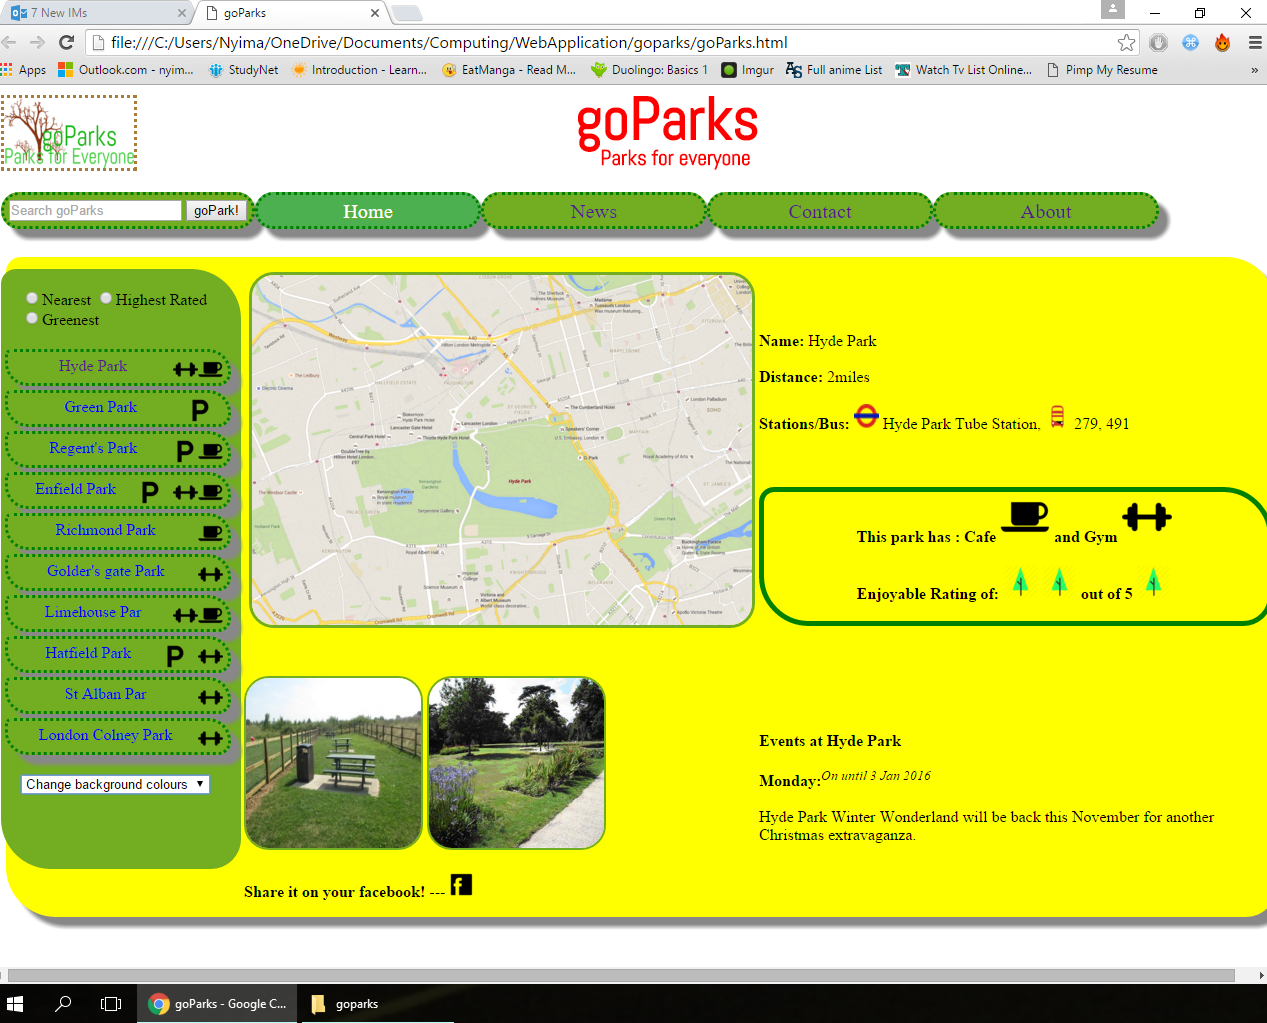 7 New IMs
goParks
file:///C:/Users/Nyima/OneDrive/Documents/Computing/WebApplication/goparks/goParks.html
Apps
Outlook.com - nyim...
StudyNet
Introduction - Learn...
EatManga - Read M...
Duolingo: Basics 1
Imgur
Full anime List
Watch Tv List Online...
Pimp My Resume
»
goParks
Parks for Everyone
goParks
Parks for everyone
Search goParks
goPark!
Home
News
Contact
About
Nearest
Highest Rated
Greenest
Hyde Park
Green Park
P
Regent's Park
P
Enfield Park
P
Richmond Park
Golder's gate Park
Limehouse Par
Hatfield Park
P
St Alban Par
London Colney Park
Change background colours
Hyde Park
Name: Hyde Park
Distance: 2miles
Stations/Bus: Hyde Park Tube Station, 279, 491
This park has : Cafe and Gym
Enjoyable Rating of: out of 5
Events at Hyde Park
Monday:On until 3 Jan 2016
Hyde Park Winter Wonderland will be back this November for another
Christmas extravaganza.
Share it on your facebook! ---
goParks - Google C...
goparks